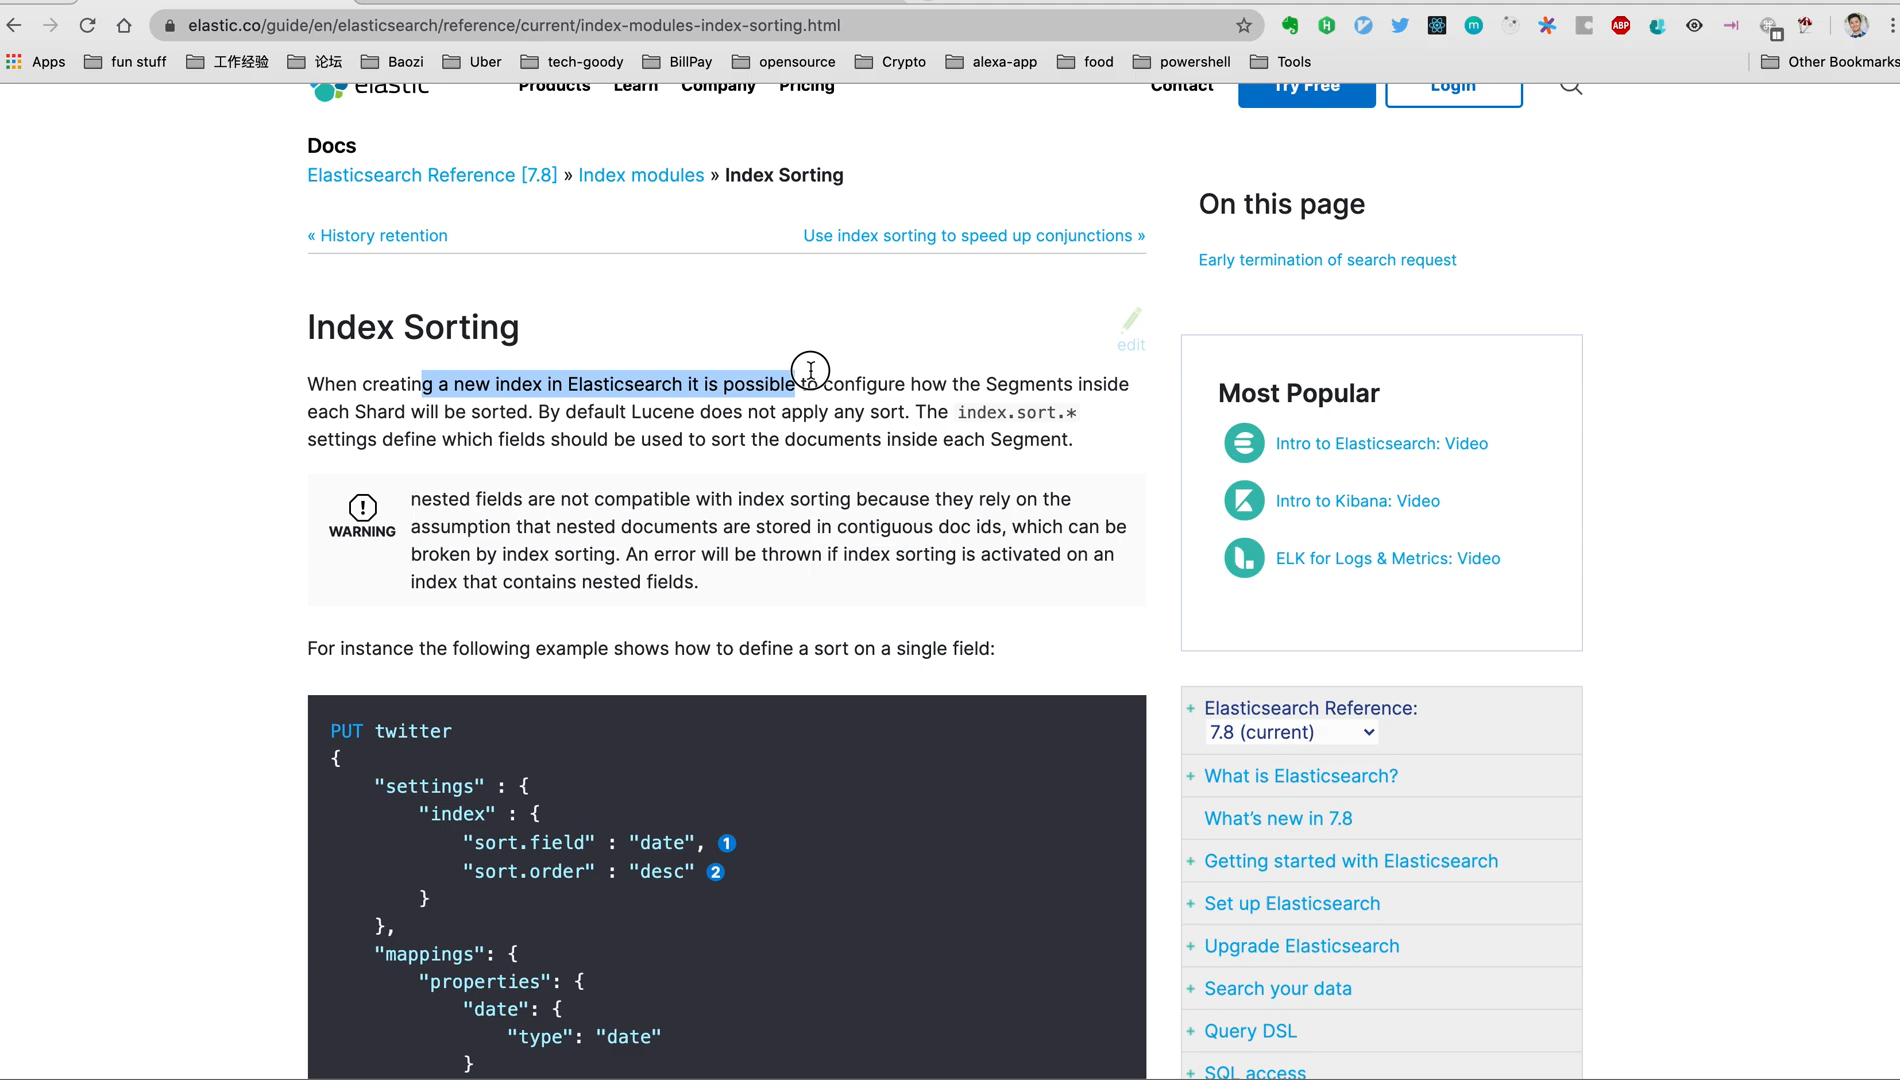 elastic.co/guide/en/elasticsearch/reference/current/index-modules-index-sorting.html
Apps fun stuff 工作经验 论坛 Baozi Uber tech-goody BillPay opensource Crypto alexa-app food powershell Tools Other Bookmarks
elastic Products Learn Company Pricing Contact Try Free Login
Docs
Elasticsearch Reference [7.8] » Index modules » Index Sorting
« History retention Use index sorting to speed up conjunctions »
Index Sorting
edit
When creating a new index in Elasticsearch it is possible to configure how the Segments inside
each Shard will be sorted. By default Lucene does not apply any sort. The index.sort.*
settings define which fields should be used to sort the documents inside each Segment.
WARNING
nested fields are not compatible with index sorting because they rely on the
assumption that nested documents are stored in contiguous doc ids, which can be
broken by index sorting. An error will be thrown if index sorting is activated on an
index that contains nested fields.
For instance the following example shows how to define a sort on a single field:
PUT twitter
{
"settings" : {
"index" : {
"sort.field" : "date", 1
"sort.order" : "desc" 2
}
},
"mappings": {
"properties": {
"date": {
"type": "date"
}
On this page
Early termination of search request
Most Popular
Intro to Elasticsearch: Video
Intro to Kibana: Video
ELK for Logs & Metrics: Video
+ Elasticsearch Reference:
7.8 (current)
+ What is Elasticsearch?
What's new in 7.8
+ Getting started with Elasticsearch
+ Set up Elasticsearch
+ Upgrade Elasticsearch
+ Search your data
+ Query DSL
+ SQL access